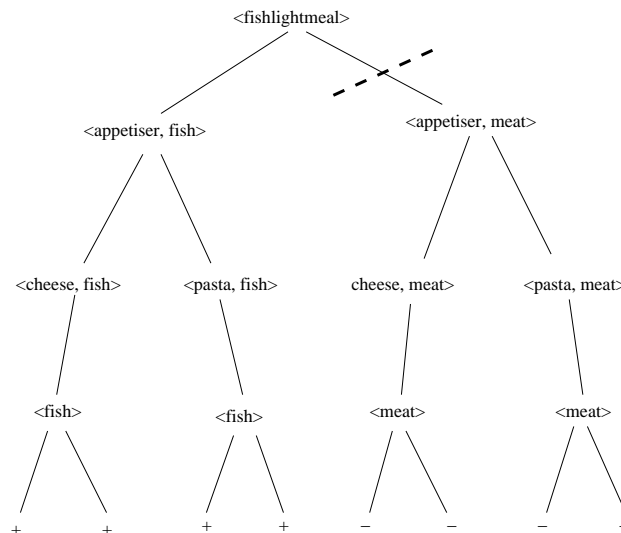 <fishlightmeal>
<appetiser, fish> <appetiser, meat>
<cheese, fish> <pasta, fish> cheese, meat> <pasta, meat>
<fish> <fish> <meat> <meat>
+ + + + − − − −